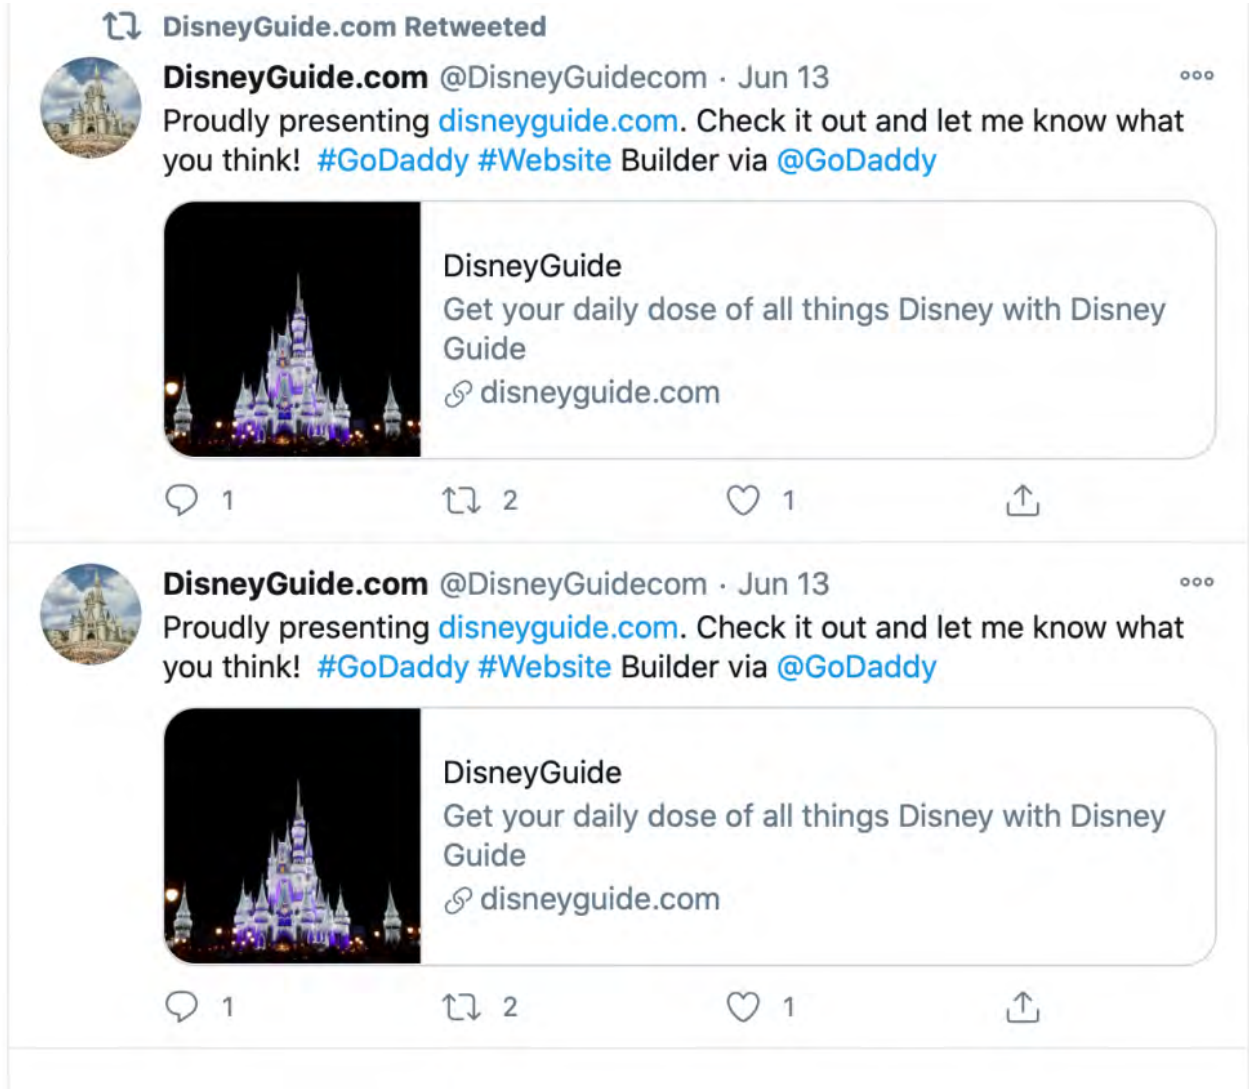 DisneyGuide.com Retweeted
DisneyGuide.com @DisneyGuidecom · Jun 13
Proudly presenting disneyguide.com. Check it out and let me know what
you think! #GoDaddy #Website Builder via @GoDaddy
DisneyGuide
Get your daily dose of all things Disney with Disney
Guide
disneyguide.com
1 2 1
DisneyGuide.com @DisneyGuidecom · Jun 13
Proudly presenting disneyguide.com. Check it out and let me know what
you think! #GoDaddy #Website Builder via @GoDaddy
DisneyGuide
Get your daily dose of all things Disney with Disney
Guide
disneyguide.com
1 2 1